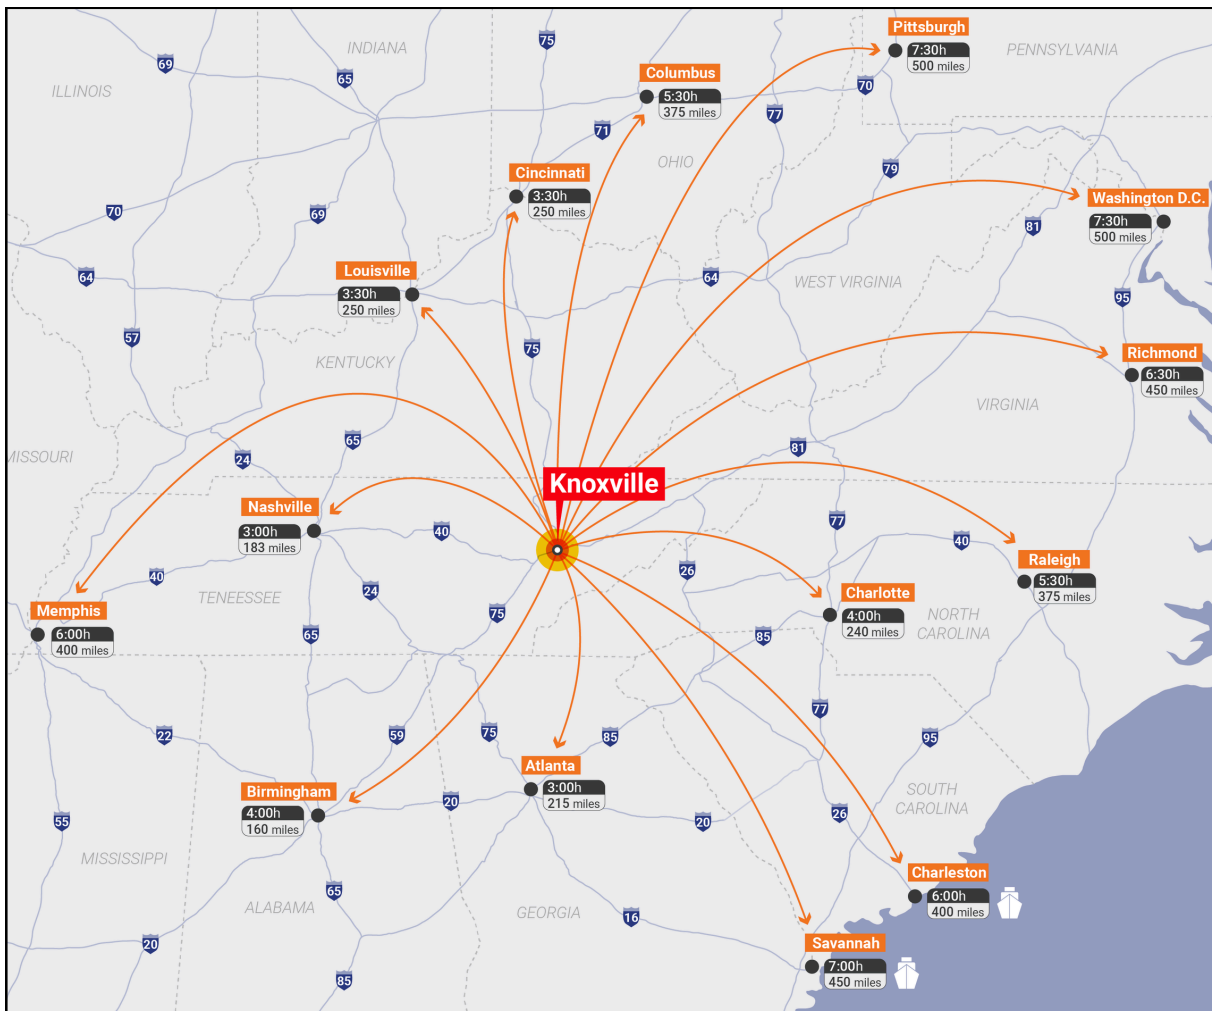 Pittsburgh
7:30h
500 miles
PENNSYLVANIA
INDIANA
75
69
65
ILLINOIS
Columbus
5:30h
375 miles
70
77
71
OHIO
79
Cincinnati
3:30h
250 miles
Washington D.C.
7:30h
500 miles
70
69
81
64
Louisville
3:30h
250 miles
64
WEST VIRGINIA
95
57
KENTUCKY
75
Richmond
6:30h
450 miles
VIRGINIA
65
81
MISSOURI
24
Knoxville
Nashville
3:00h
183 miles
40
77
40
Raleigh
5:30h
375 miles
40
TENEESSEE
24
26
Charlotte
4:00h
240 miles
NORTH
CAROLINA
Memphis
6:00h
400 miles
65
75
85
22
59
75
85
77
95
Atlanta
3:00h
215 miles
Birmingham
4:00h
160 miles
20
20
26
SOUTH
CAROLINA
55
MISSISSIPPI
65
ALABAMA
GEORGIA
16
Charleston
6:00h
400 miles
20
85
Savannah
7:00h
450 miles